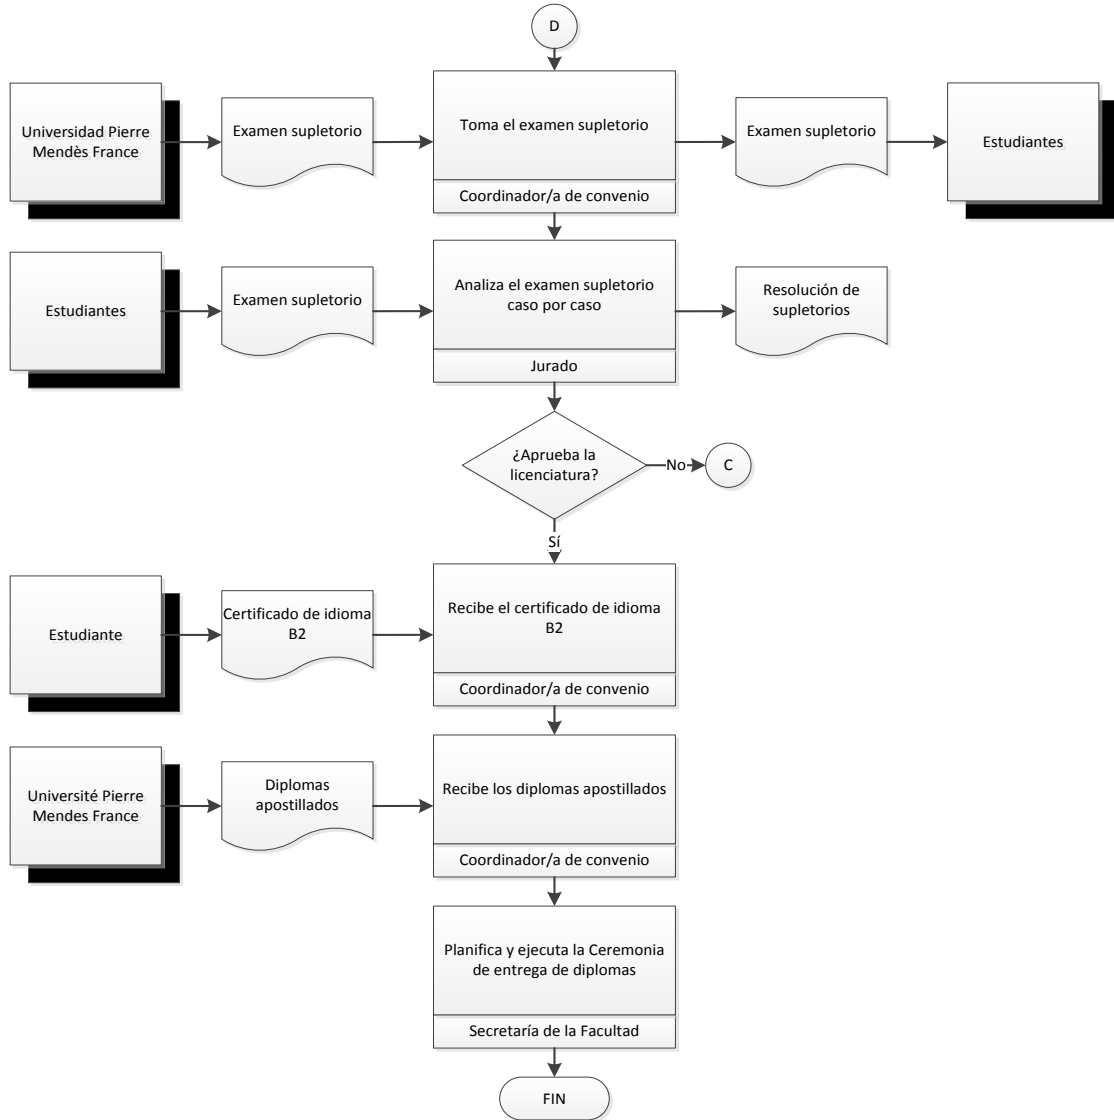 D
Universidad Pierre
Mendès France
Examen supletorio
Toma el examen supletorio
Coordinador/a de convenio
Examen supletorio
Estudiantes
Estudiantes
Examen supletorio
Analiza el examen supletorio
caso por caso
Jurado
Resolución de
supletorios
¿Aprueba la
licenciatura?
No
C
Sí
Estudiante
Certificado de idioma
B2
Recibe el certificado de idioma
B2
Coordinador/a de convenio
Université Pierre
Mendes France
Diplomas
apostillados
Recibe los diplomas apostillados
Coordinador/a de convenio
Planifica y ejecuta la Ceremonia
de entrega de diplomas
Secretaría de la Facultad
FIN